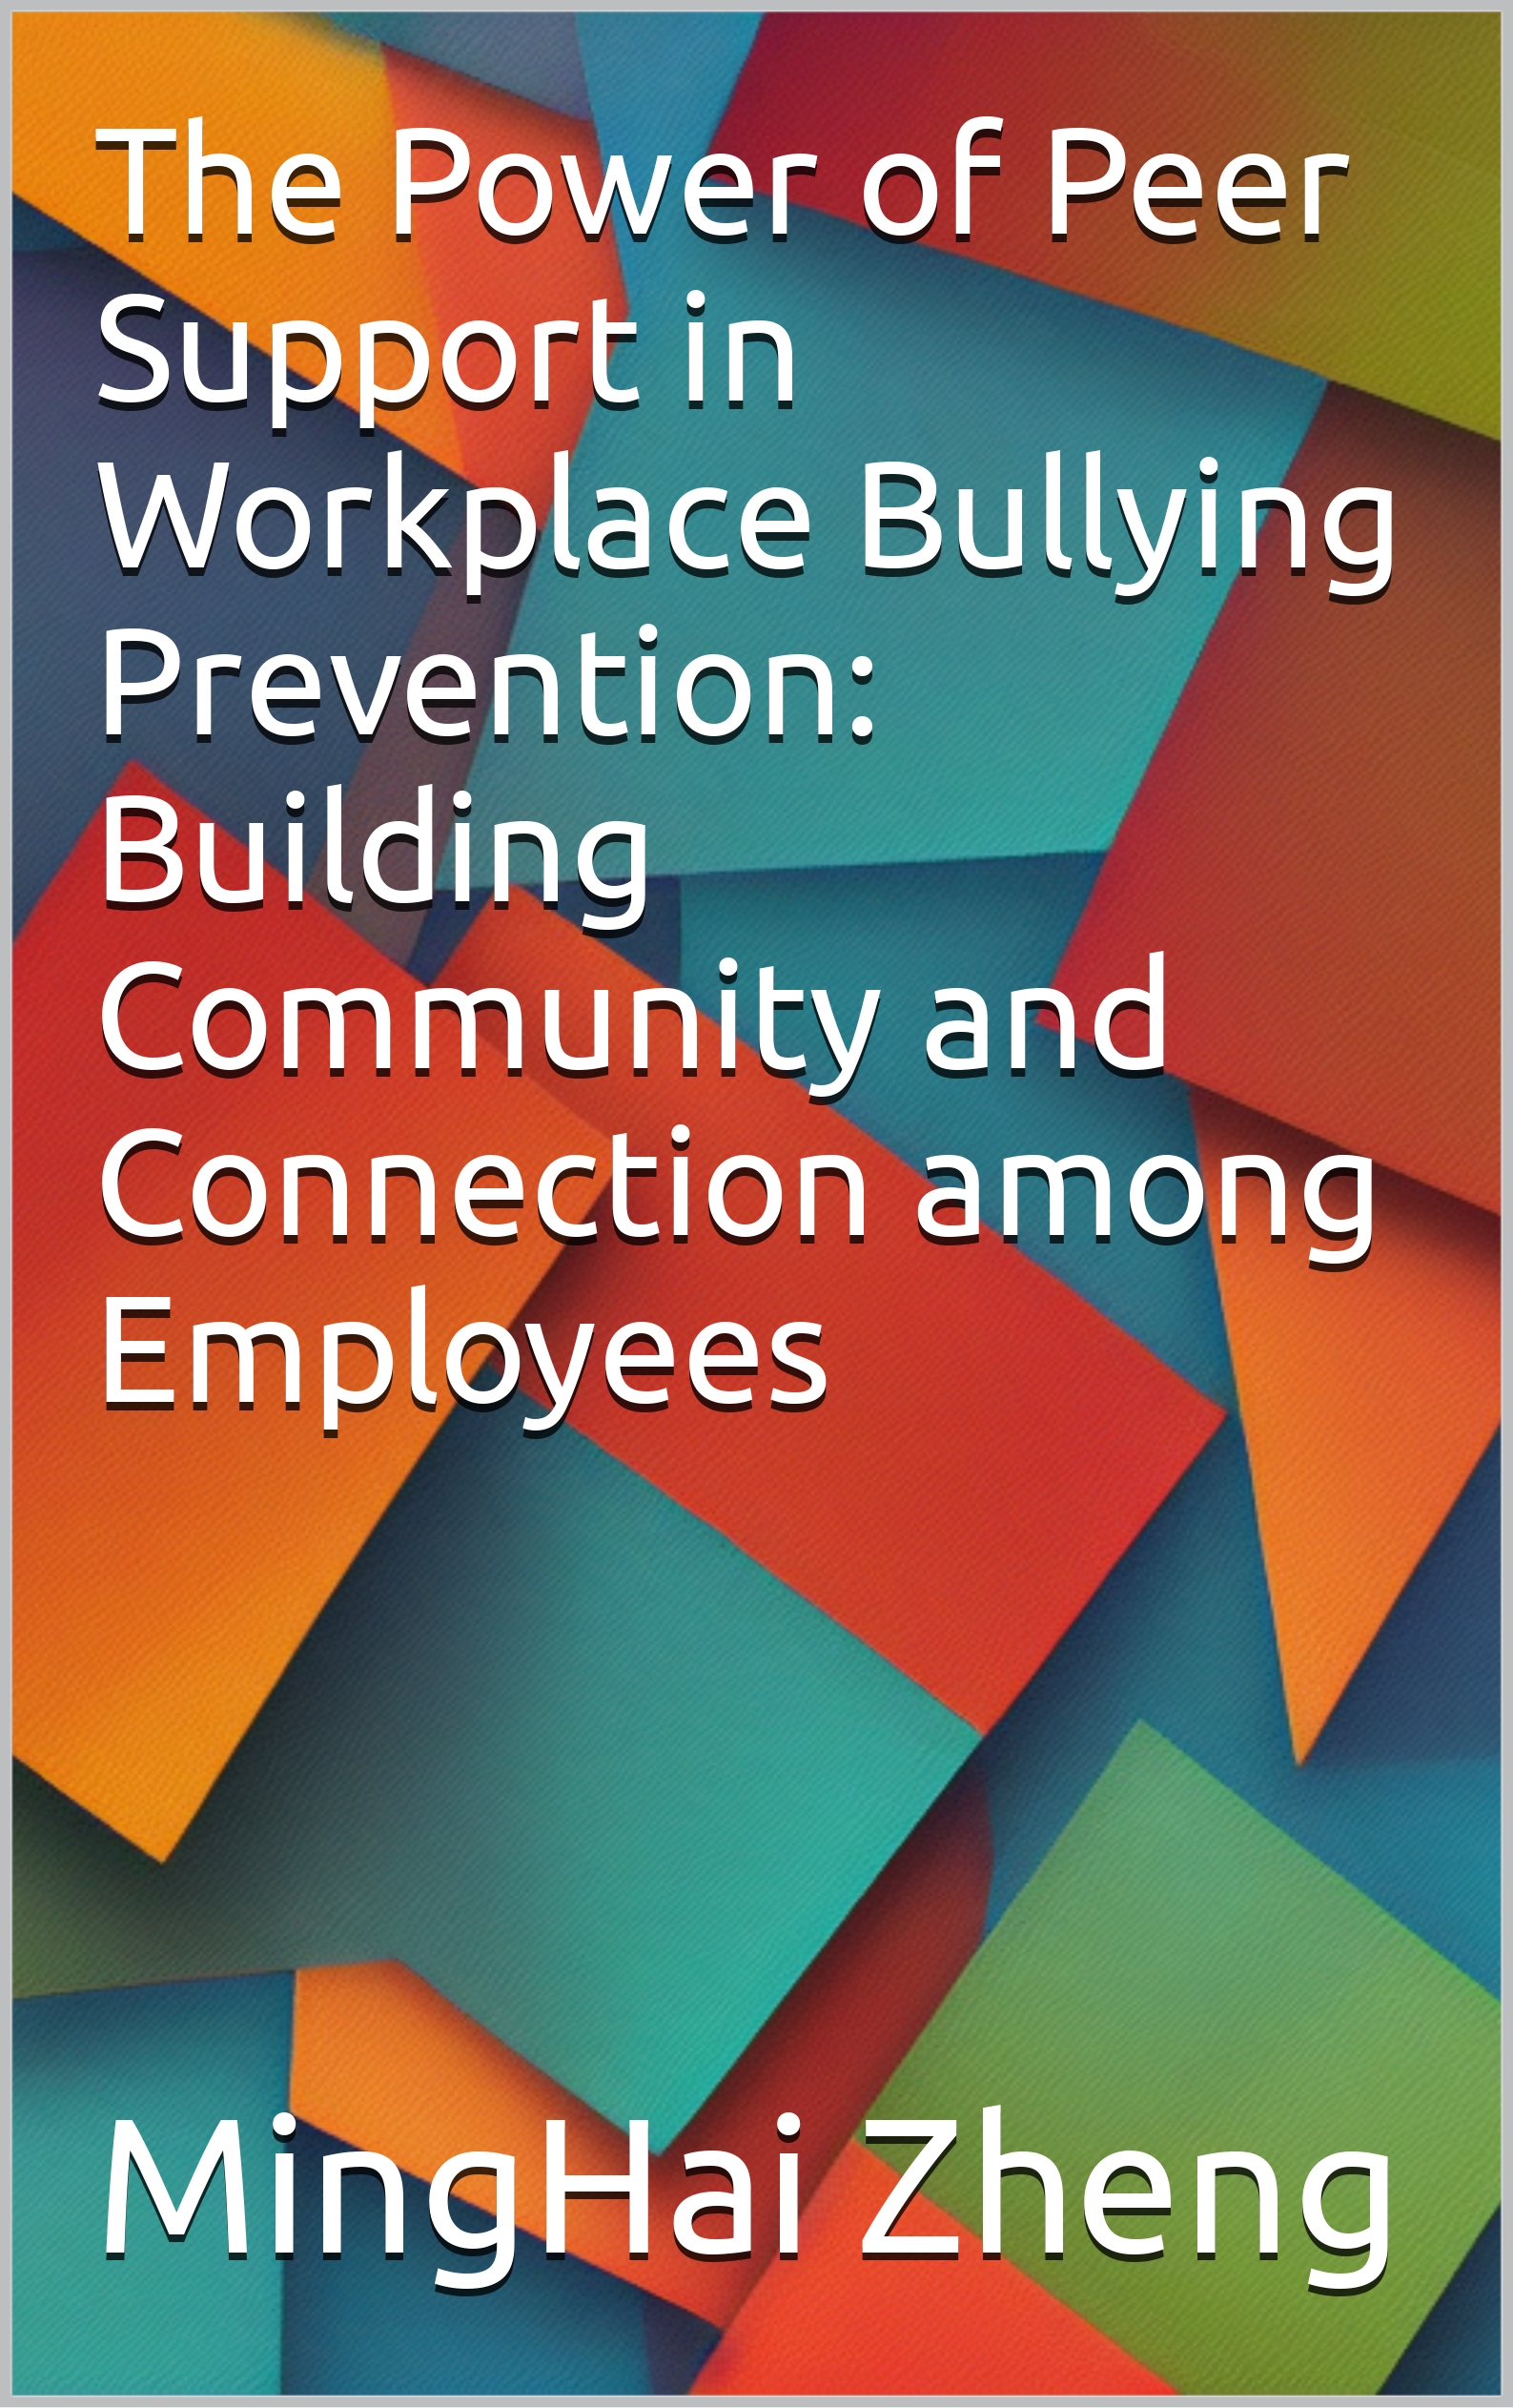 The Power of Peer
Support in
Workplace Bullying
Prevention:
Building
Community and
Connection among
Employees
MingHai Zheng